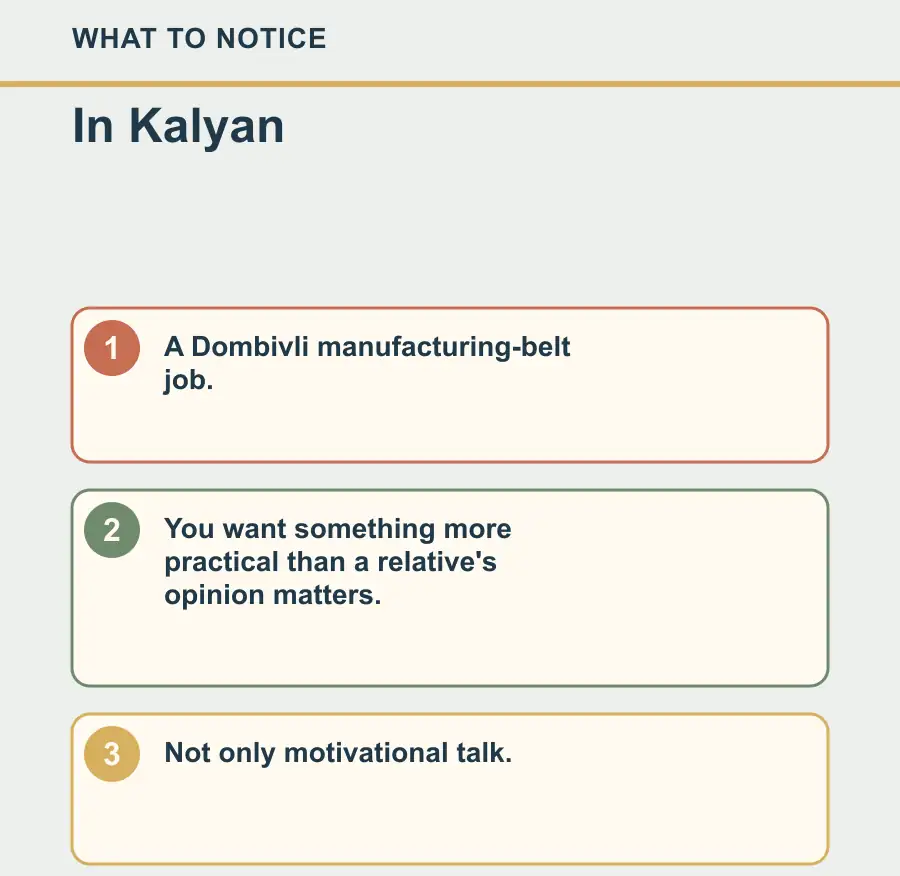 WHAT TO NOTICE
In Kalyan
1
A Dombivli manufacturing-belt
job.
2
You want something more
practical than a relative's
opinion matters.
3
Not only motivational talk.